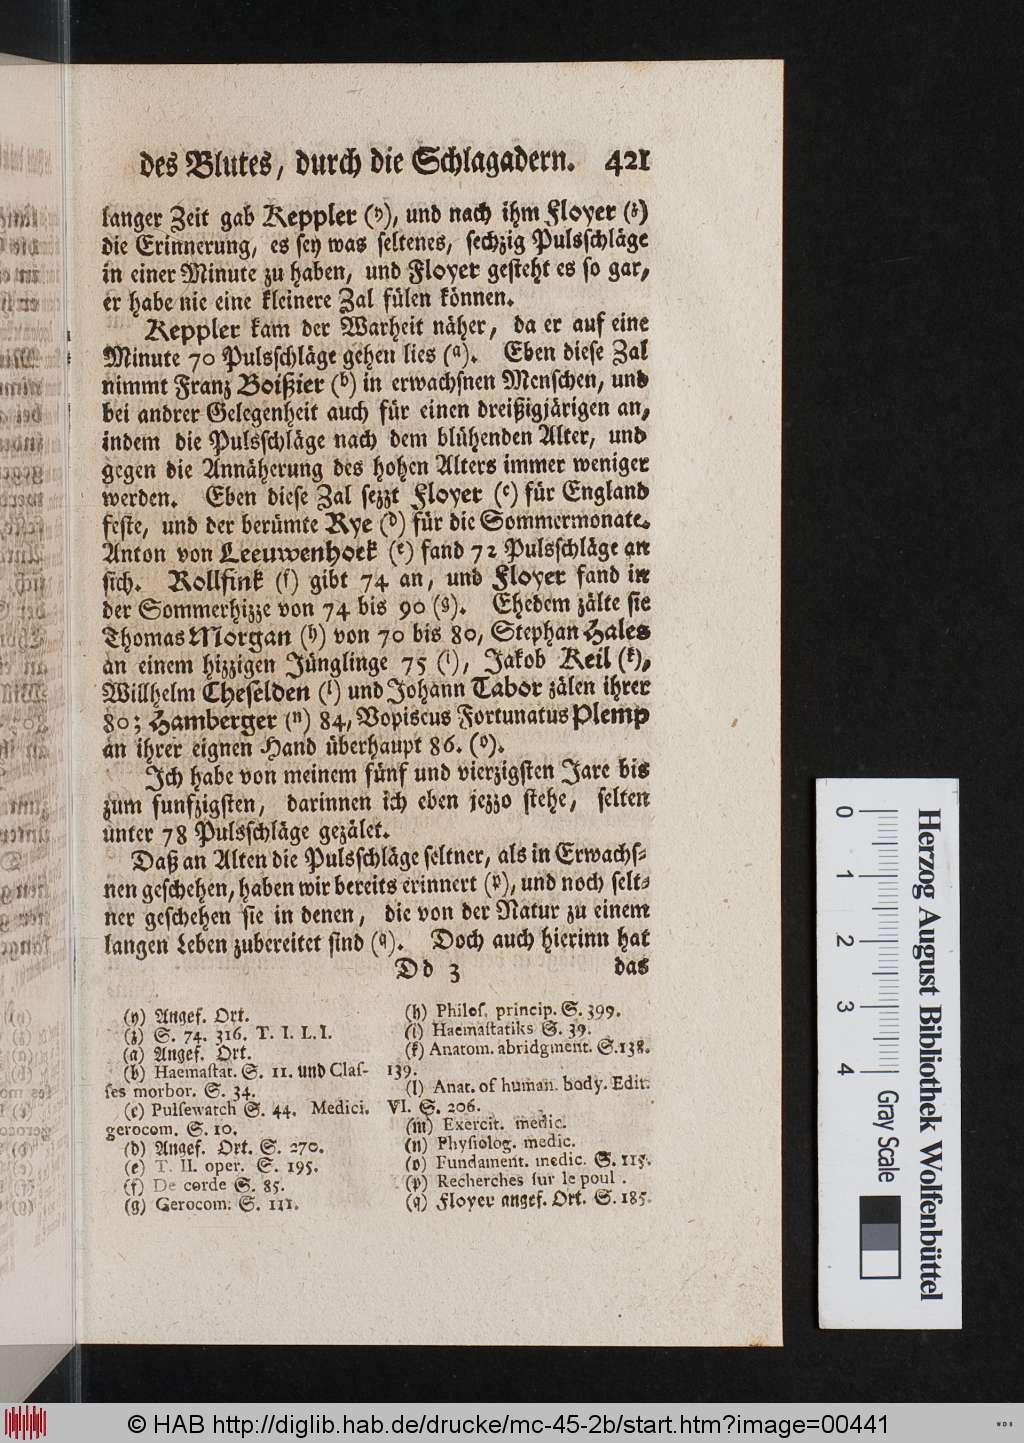 des Blutes, durch die Schlagadern. 421
langer Zeit gab Keppler (y), und nach ihm Floyer (z)
die Erinnerung, es sey was seltenes, sechzig Pulsschläge
in einer Minute zu haben, und Floyer gesteht es so gar,
er habe nie eine kleinere Zal fülen können.
Keppler kam der Warheit näher, da er auf eine
Minute 70 Pulsschläge gehen lies (a). Eben diese Zal
nimmt Franz Boißier (b) in erwachsnen Menschen, und
bei andrer Gelegenheit auch für einen dreißigjärigen an,
indem die Pulsschläge nach dem blühenden Alter, und
gegen die Annäherung des hohen Alters immer weniger
werden. Eben diese Zal sezzt Floyer (c) für England
feste, und der berümte Rye (d) für die Sommermonate.
Anton von Leeuwenhoek (e) fand 72 Pulsschläge an
sich. Rollfink (f) gibt 74 an, und Floyer fand in
der Sommerhizze von 74 bis 90 (g). Ehedem zälte sie
Thomas Morgan (h) von 70 bis 80, Stephan Hales
an einem hizzigen Jünglinge 75 (i), Jakob Keil (k),
Willhelm Cheselden (l) und Johann Tabor zälen ihrer
80; Hamberger (n) 84, Vopiscus Fortunatus Plemp
an ihrer eignen Hand überhaupt 86. (o).
Ich habe von meinem fünf und vierzigsten Jare bis
zum funfzigsten, darinnen ich eben jezzo stehe, selten
unter 78 Pulsschläge gezälet.
Daß an Alten die Pulsschläge seltner, als in Erwachs-
nen geschehen, haben wir bereits erinnert (p), und noch selt-
ner geschehen sie in denen, die von der Natur zu einem
langen Leben zubereitet sind (q). Doch auch hierinn hat
Dd 3 das
(y) Angef. Ort.
(z) S. 74. 316. T. I. L. I.
(a) Angef. Ort.
(b) Haemastat. S. 11. und Clas-
ses morbor. S. 34.
(c) Pulsewatch S. 44. Medici.
gerocom. S. 10.
(d) Angef. Ort. S. 270.
(e) T. II. oper. S. 195.
(f) De corde S. 85.
(g) Gerocom. S. 111.
(h) Philos. princip. S. 399.
(i) Haemastatiks S. 39.
(k) Anatom. abridgment. S. 138.
139.
(l) Anat. of human. body. Edit.
VI. S. 206.
(m) Exercit. medic.
(n) Physiolog. medic.
(o) Fundament. medic. S. 115.
(p) Recherches sur le poul.
(q) Floyer angef. Ort. S. 185.
0 1 2 3 4
Herzog August Bibliothek Wolfenbüttel
Gray Scale
© HAB http://diglib.hab.de/drucke/mc-45-2b/start.htm?image=00441